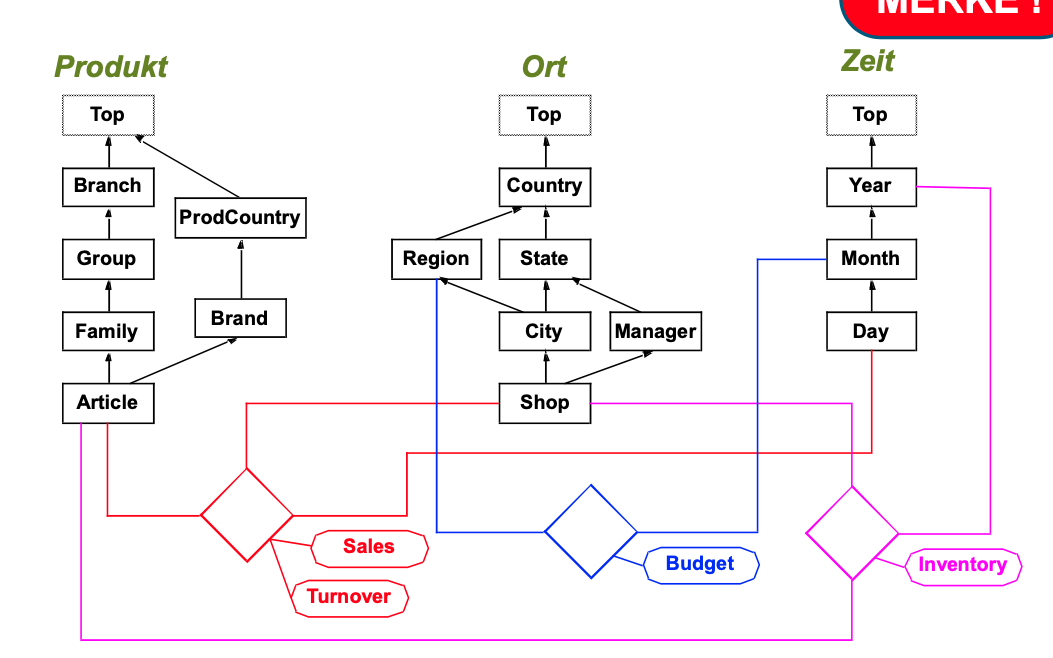 MERKE !
Produkt
Ort
Zeit
Top
Top
Top
Branch
ProdCountry
Country
Year
Group
Region
State
Month
Family
Brand
City
Manager
Day
Article
Shop
Sales
Turnover
Budget
Inventory